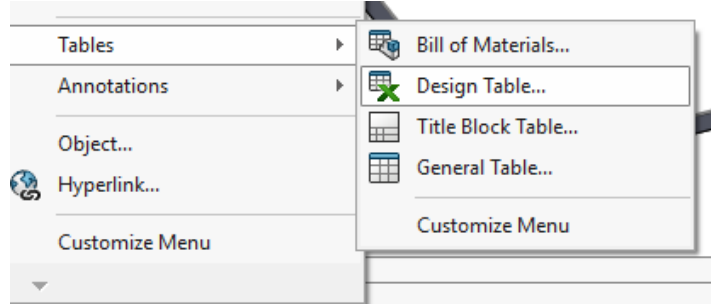 Tables
Annotations
Object...
Hyperlink...
Customize Menu
Bill of Materials...
Design Table...
Title Block Table...
General Table...
Customize Menu